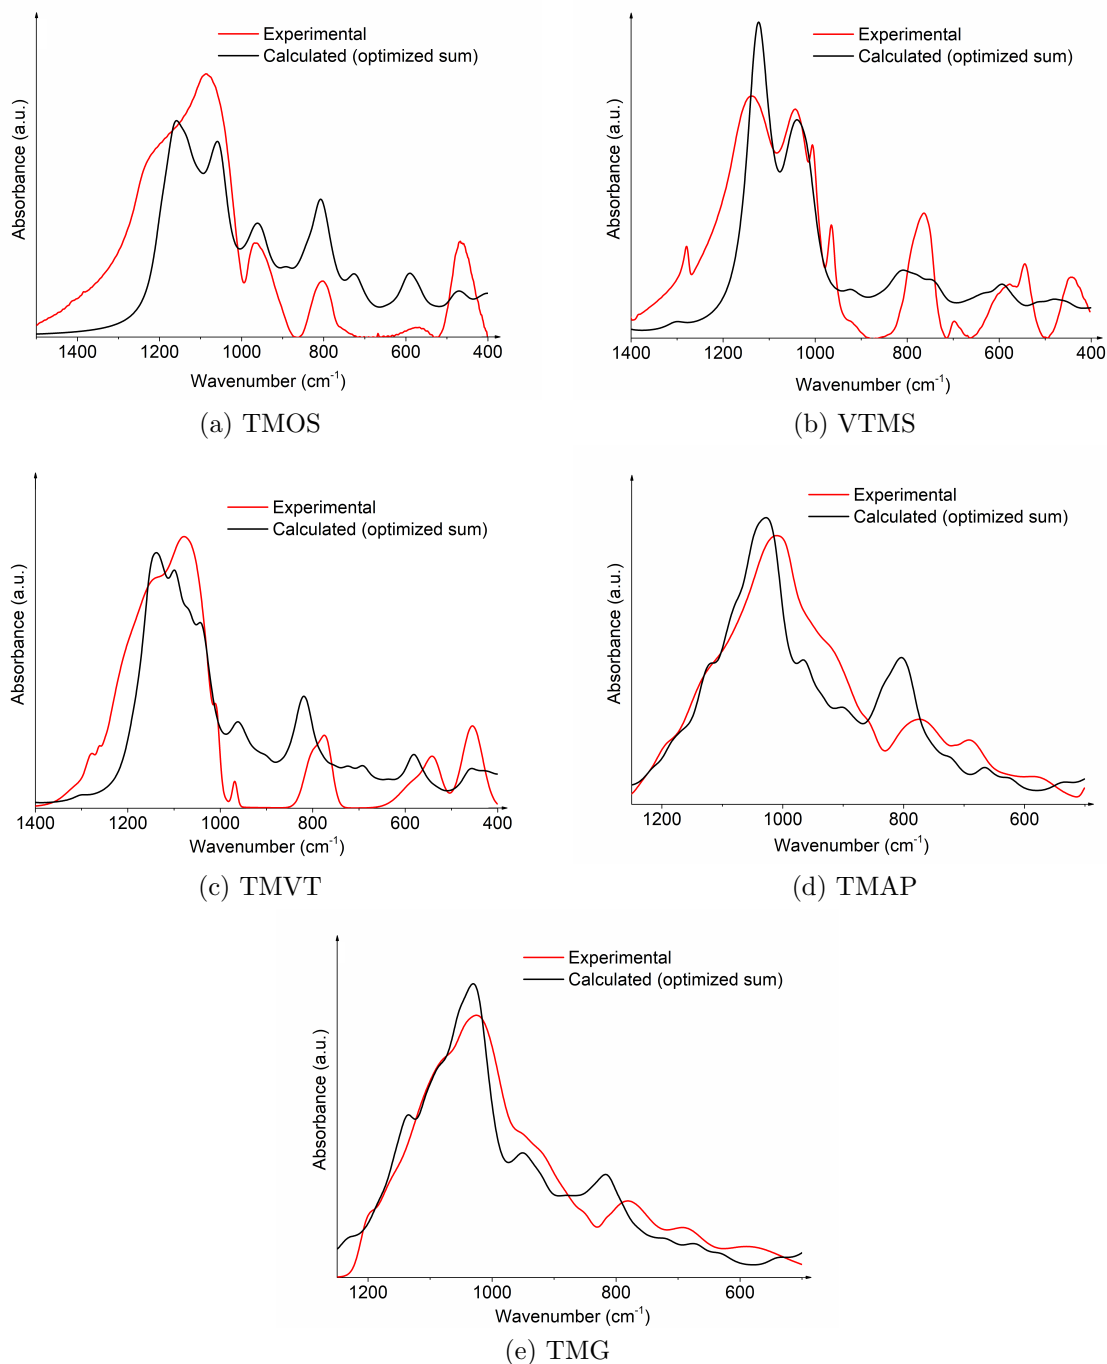 Experimental
Calculated (optimized sum)
Absorbance (a.u.)
1400 1200 1000 800 600 400
Wavenumber (cm⁻¹)
(a) TMOS
Experimental
Calculated (optimized sum)
Absorbance (a.u.)
1400 1200 1000 800 600 400
Wavenumber (cm⁻¹)
(b) VTMS
Experimental
Calculated (optimized sum)
Absorbance (a.u.)
1400 1200 1000 800 600 400
Wavenumber (cm⁻¹)
(c) TMVT
Experimental
Calculated (optimized sum)
Absorbance (a.u.)
1200 1000 800 600
Wavenumber (cm⁻¹)
(d) TMAP
Experimental
Calculated (optimized sum)
Absorbance (a.u.)
1200 1000 800 600
Wavenumber (cm⁻¹)
(e) TMG